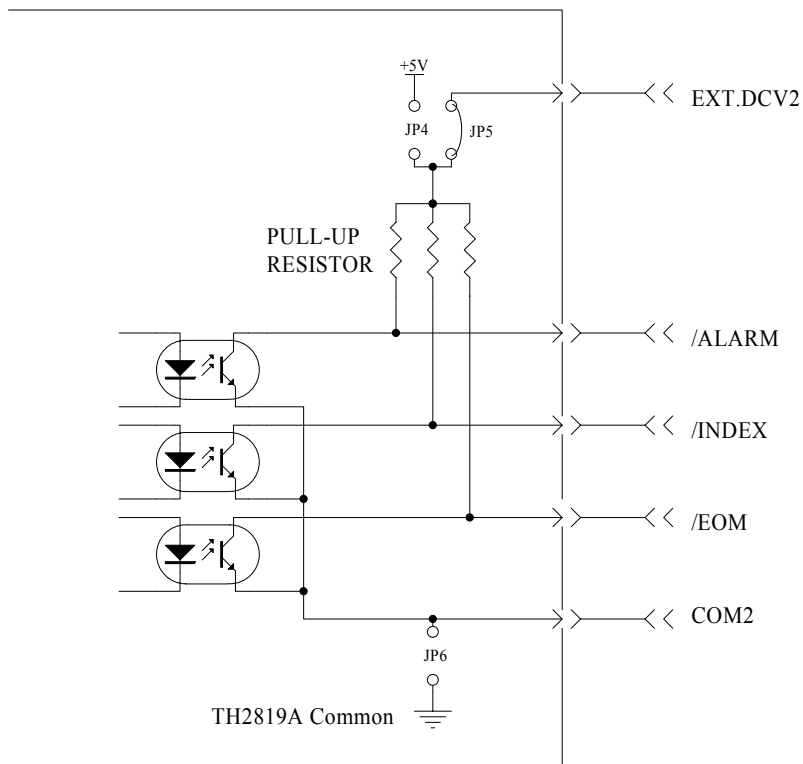 +5V
EXT.DCV2
JP4
JP5
PULL-UP
RESISTOR
/ALARM
/INDEX
/EOM
COM2
JP6
TH2819A Common